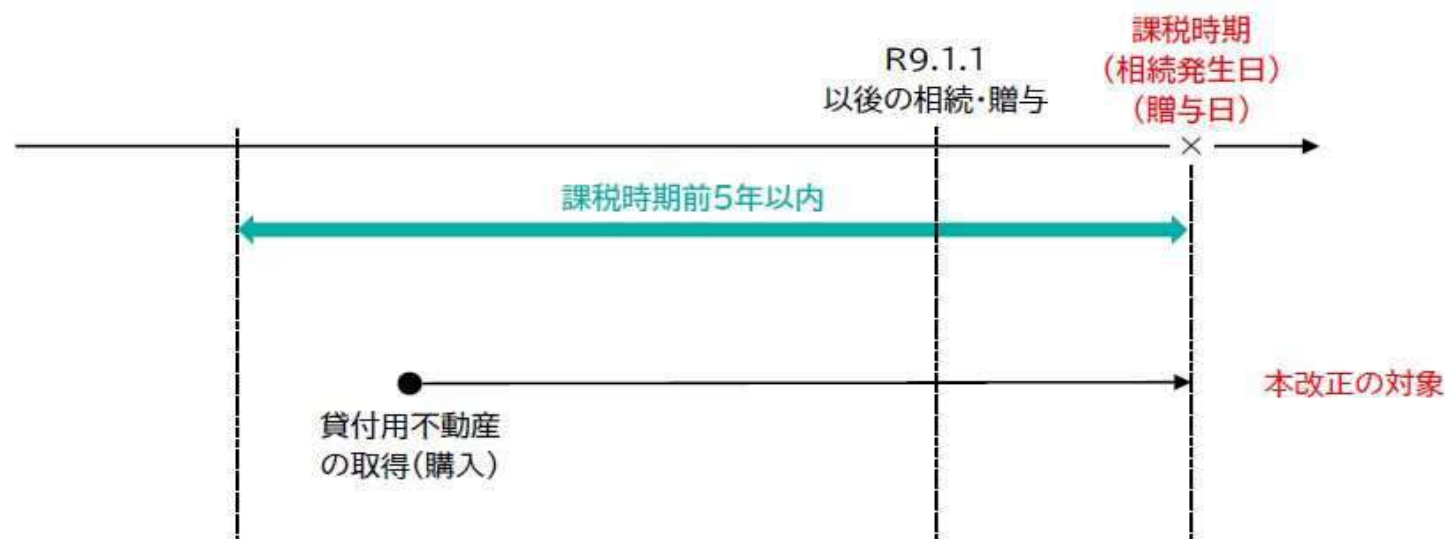 課税時期
(相続発生日)
(贈与日)
R9.1.1
以後の相続・贈与
×
課税時期前5年以内
本改正の対象
貸付用不動産
の取得(購入)